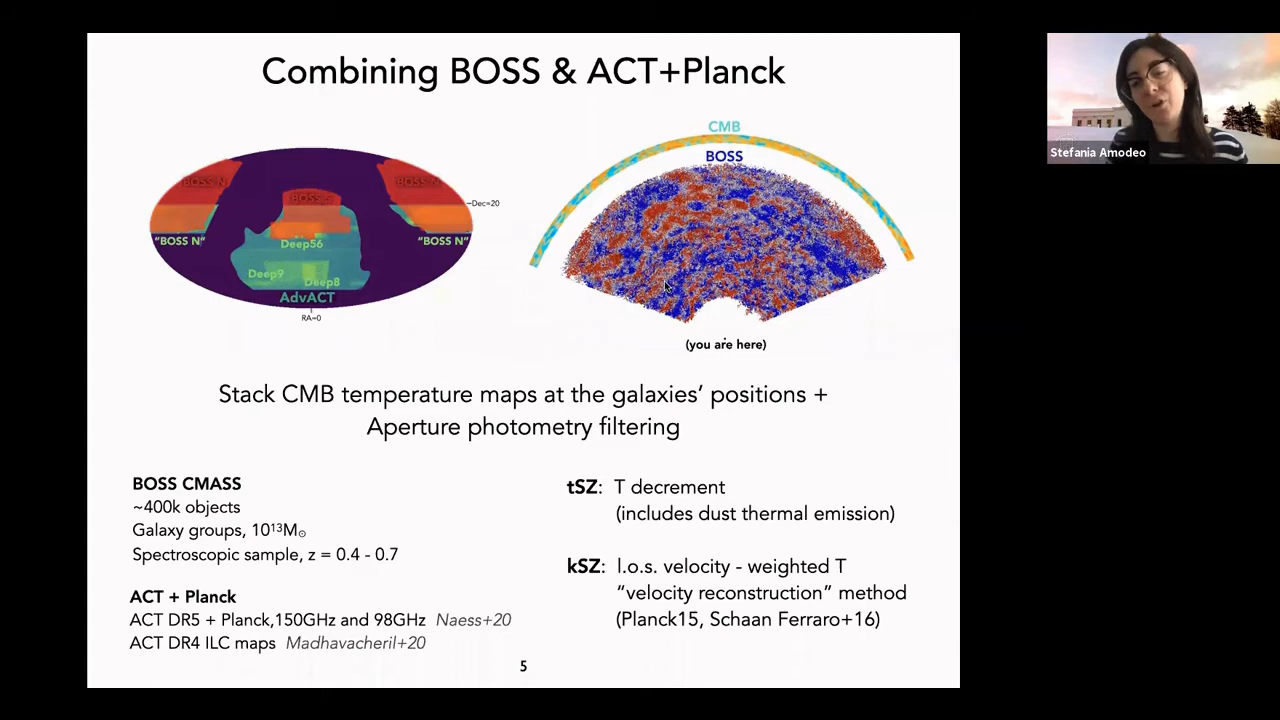 Combining BOSS & ACT+Planck
BOSS N
BOSS N
BOSS
Dec=20
"BOSS N"
"BOSS N"
Deep56
Deep9
Deep8
AdvACT
RA=0
CMB
BOSS
(you are here)
Stefania Amodeo
Stack CMB temperature maps at the galaxies' positions +
Aperture photometry filtering
BOSS CMASS
~400k objects
Galaxy groups, 10¹³M☉
Spectroscopic sample, z = 0.4 - 0.7
ACT + Planck
ACT DR5 + Planck,150GHz and 98GHz Naess+20
ACT DR4 ILC maps Madhavacheril+20
tSZ: T decrement
(includes dust thermal emission)
kSZ: l.o.s. velocity - weighted T
"velocity reconstruction" method
(Planck15, Schaan Ferraro+16)
5